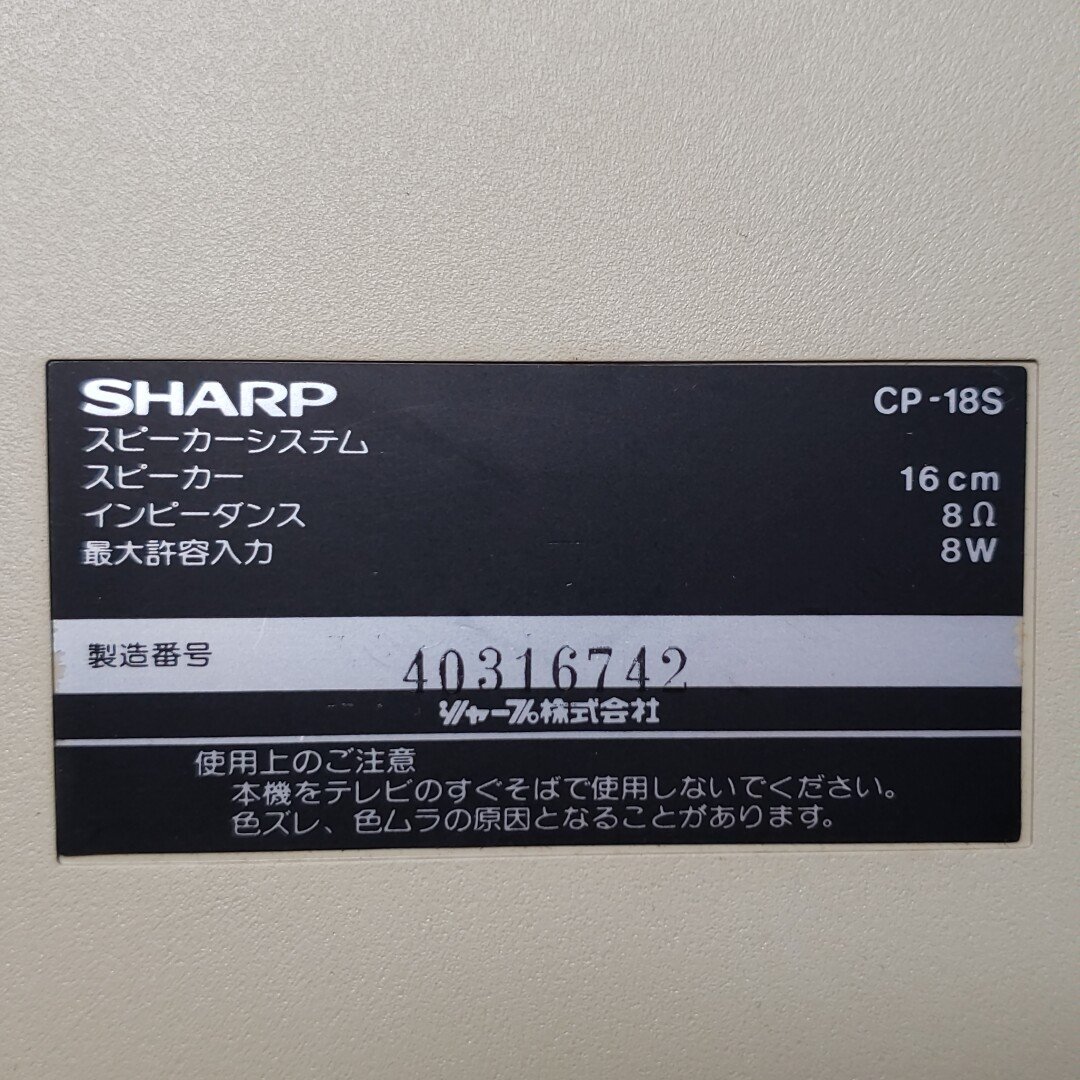 SHARP CP-18S
スピーカーシステム
スピーカー 16cm
インピーダンス 8Ω
最大許容入力 8W
製造番号 40316742
シャープ株式会社
使用上のご注意
本機をテレビのすぐそばで使用しないでください。
色ズレ、色ムラの原因となることがあります。